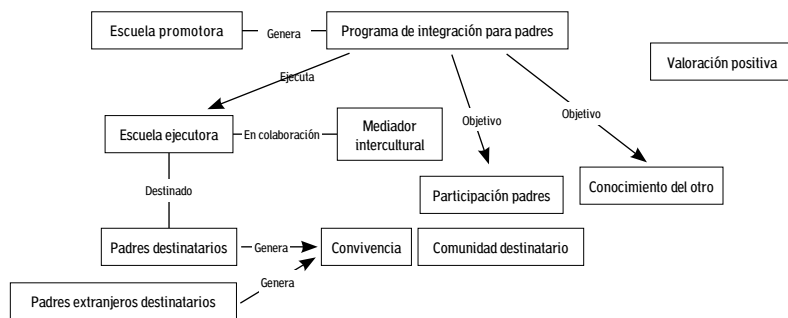 Escuela promotora
Genera
Programa de integración para padres
Valoración positiva
Ejecuta
Escuela ejecutora
En colaboración
Mediador
intercultural
Objetivo
Objetivo
Destinado
Participación padres
Conocimiento del otro
Padres destinatarios
Genera
Convivencia
Comunidad destinatario
Genera
Padres extranjeros destinatarios